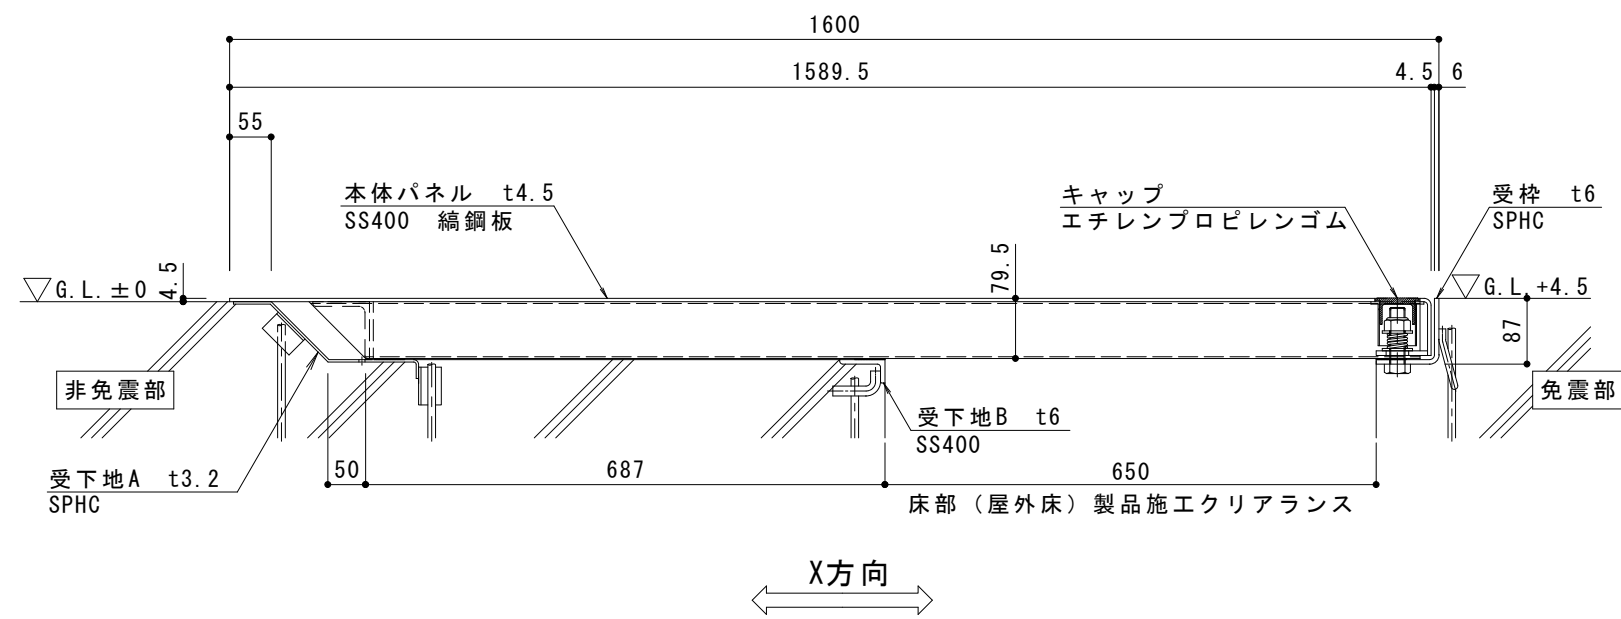 1600
1589.5
4.5
6
55
本体パネル t4.5
SS400 縞鋼板
キャップ
エチレンプロピレンゴム
受枠 t6
SPHC
G.L.±0
4.5
79.5
G.L.+4.5
87
非免震部
免震部
受下地B t6
SS400
受下地A t3.2
SPHC
50
687
650
床部（屋外床）製品施工クリアランス
X方向